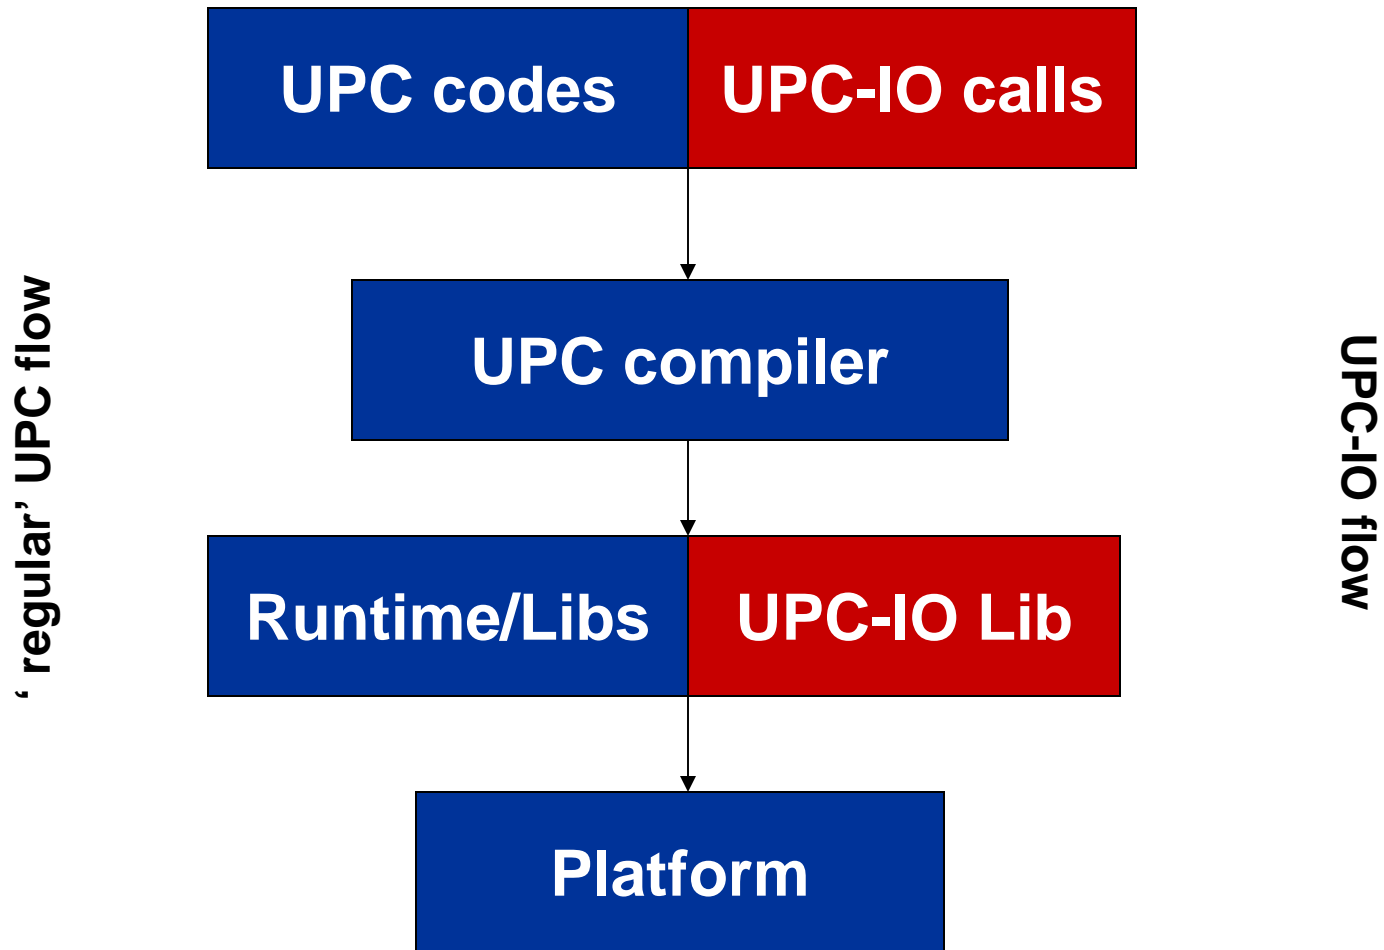 UPC codes
UPC-IO calls
UPC compiler
‘ regular’ UPC flow
UPC-IO flow
Runtime/Libs
UPC-IO Lib
Platform